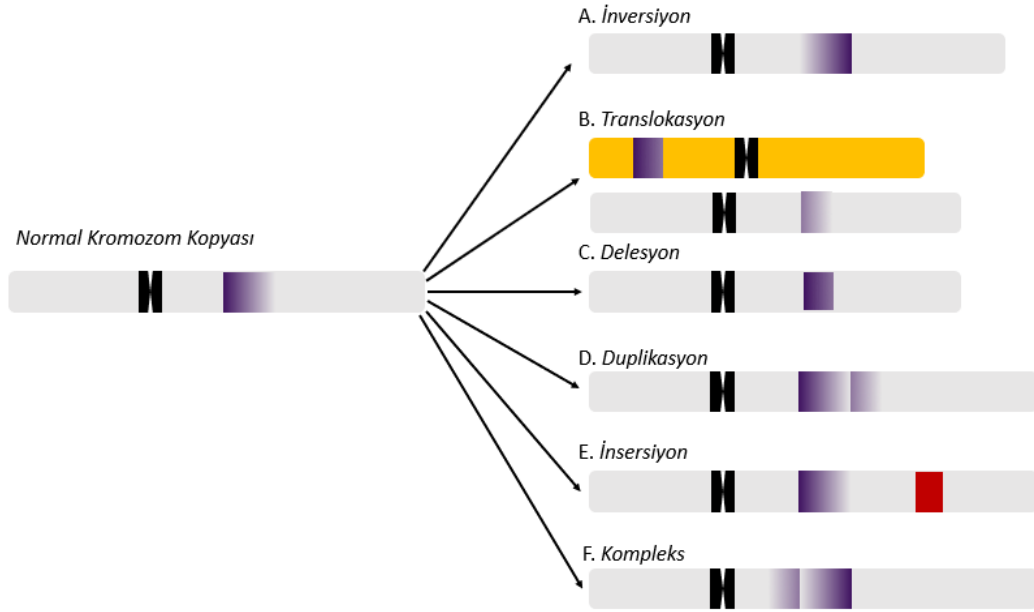 A. İnversiyon
B. Translokasyon
Normal Kromozom Kopyası
C. Delesyon
D. Duplikasyon
E. İnsersiyon
F. Kompleks